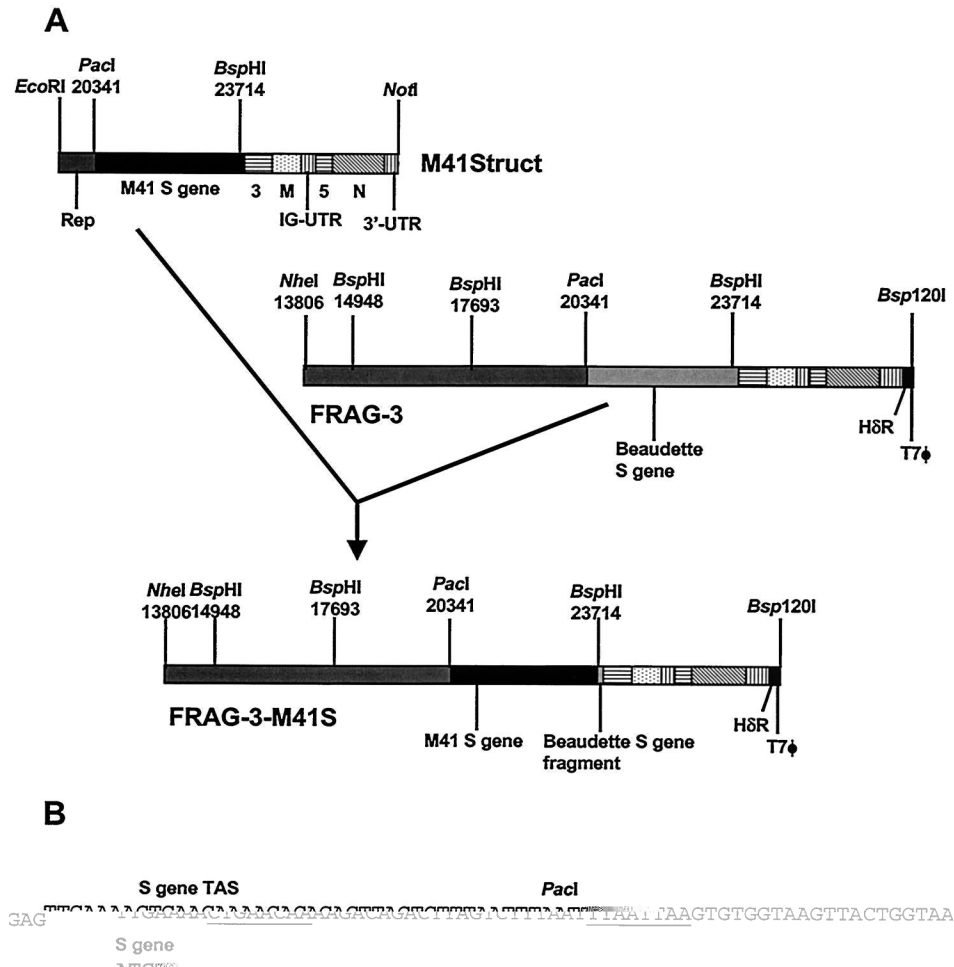 A
EcoRI
PacI
20341
BspHI
23714
NotI
M41Struct
M41 S gene
3
M
5
N
Rep
IG-UTR
3'-UTR
NheI
13806
BspHI
14948
BspHI
17693
PacI
20341
BspHI
23714
Bsp120I
FRAG-3
Beaudette
S gene
HδR
T7ϕ
NheI
13806
BspHI
14948
BspHI
17693
PacI
20341
BspHI
23714
Bsp120I
FRAG-3-M41S
M41 S gene
Beaudette S gene
fragment
HδR
T7ϕ
B
S gene TAS
PacI
GAG
S gene